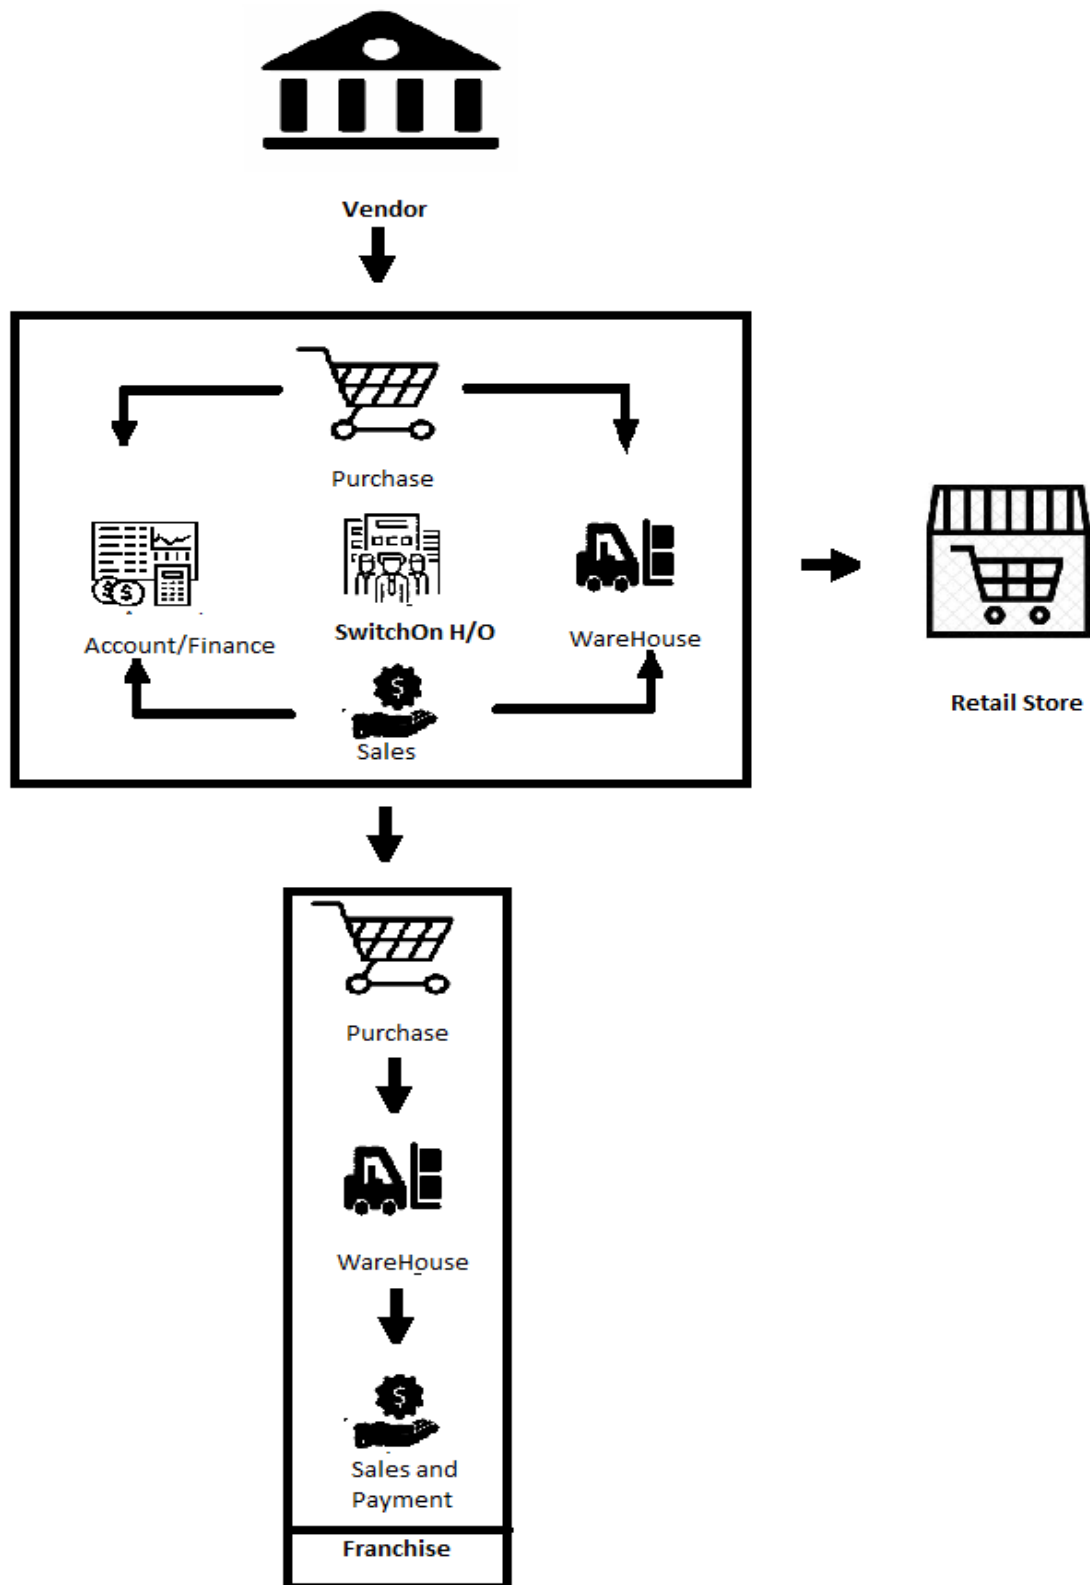 Vendor
Purchase
Account/Finance
SwitchOn H/O
WareHouse
Sales
Retail Store
Purchase
WareHouse
Sales and
Payment
Franchise